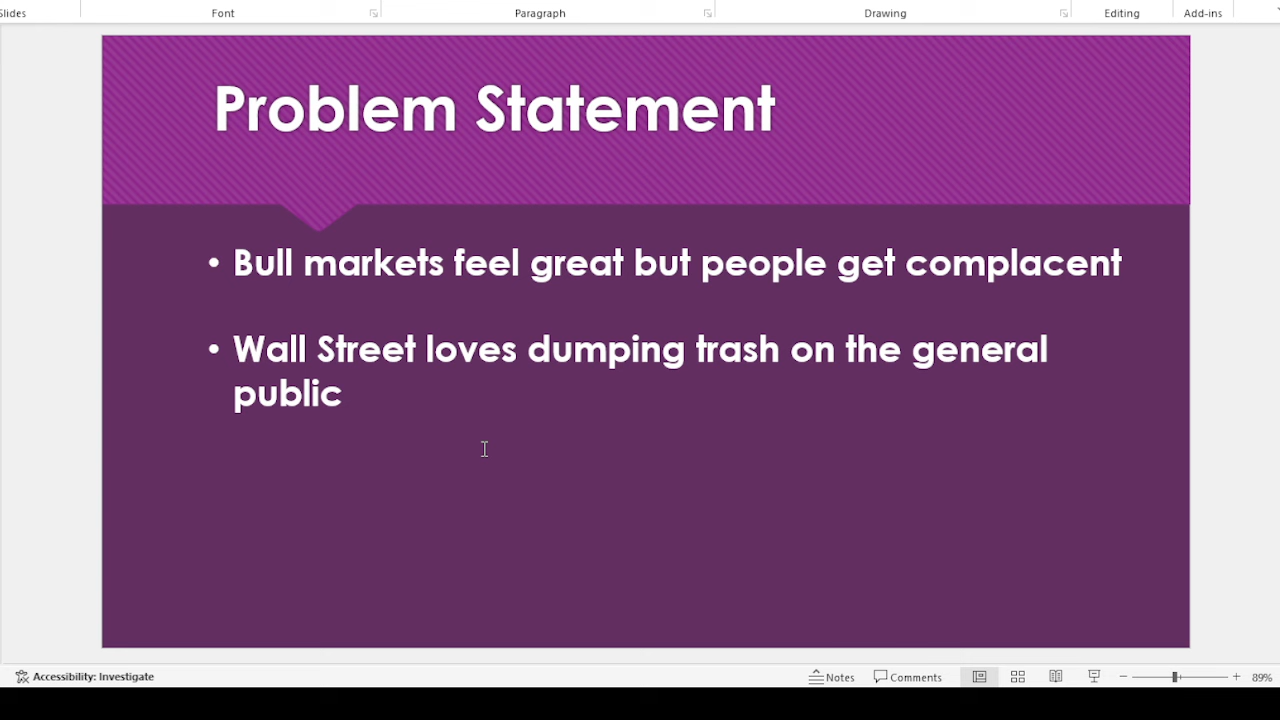 Slides Font Paragraph Drawing Editing Add-ins
Problem Statement
• Bull markets feel great but people get complacent
• Wall Street loves dumping trash on the general
public
Accessibility: Investigate Notes Comments 89%